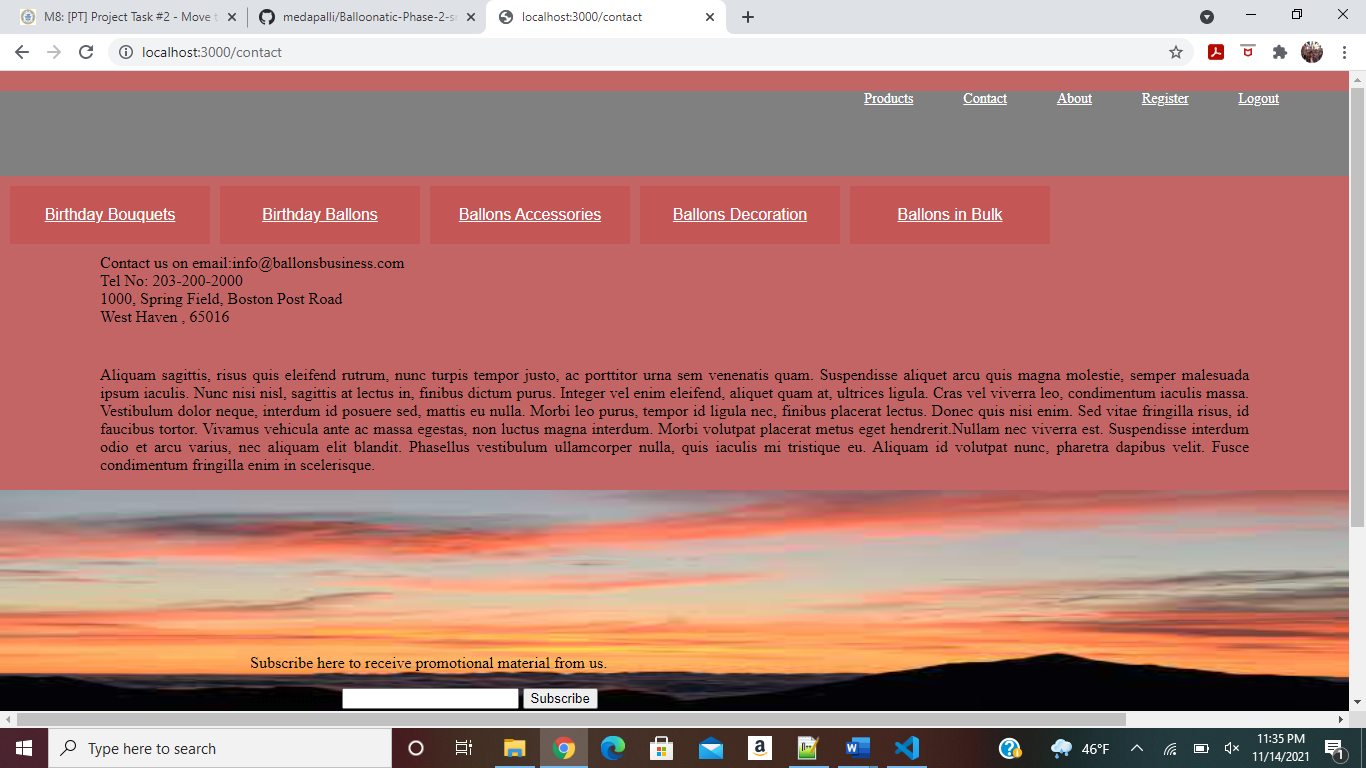 M8: [PT] Project Task #2 - Move t
medapalli/Balloonatic-Phase-2-sr
localhost:3000/contact
localhost:3000/contact
Products Contact About Register Logout
Birthday Bouquets Birthday Ballons Ballons Accessories Ballons Decoration Ballons in Bulk
Contact us on email:info@ballonsbusiness.com
Tel No: 203-200-2000
1000, Spring Field, Boston Post Road
West Haven , 65016
Aliquam sagittis, risus quis eleifend rutrum, nunc turpis tempor justo, ac porttitor urna sem venenatis quam. Suspendisse aliquet arcu quis magna molestie, semper malesuada
ipsum iaculis. Nunc nisi nisl, sagittis at lectus in, finibus dictum purus. Integer vel enim eleifend, aliquet quam at, ultrices ligula. Cras vel viverra leo, condimentum iaculis massa.
Vestibulum dolor neque, interdum id posuere sed, mattis eu nulla. Morbi leo purus, tempor id ligula nec, finibus placerat lectus. Donec quis nisi enim. Sed vitae fringilla risus, id
faucibus tortor. Vivamus vehicula ante ac massa egestas, non luctus magna interdum. Morbi volutpat placerat metus eget hendrerit.Nullam nec viverra est. Suspendisse interdum
odio et arcu varius, nec aliquam elit blandit. Phasellus vestibulum ullamcorper nulla, quis iaculis mi tristique eu. Aliquam id volutpat nunc, pharetra dapibus velit. Fusce
condimentum fringilla enim in scelerisque.
Subscribe here to receive promotional material from us.
Subscribe
Type here to search
46°F
11:35 PM
11/14/2021
1